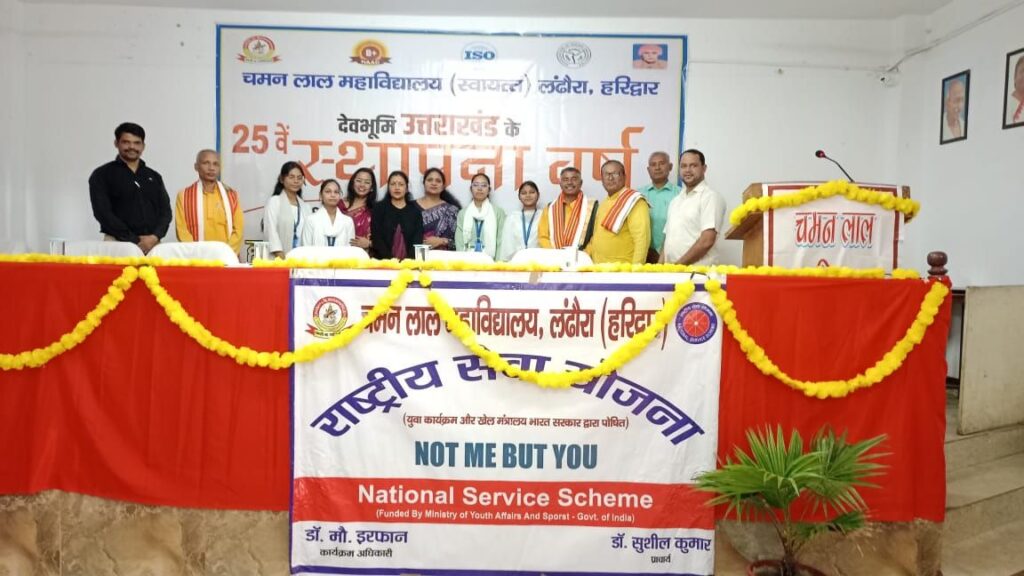 ISO
चमन लाल महाविद्यालय (स्वायत्त) लंढौरा, हरिद्वार
देवभूमि उत्तराखंड के
25 वें स्थापना वर्ष
चमन लाल
चमन लाल महाविद्यालय, लंढौरा (हरिद्वार)
राष्ट्रीय सेवा योजना
(युवा कार्यक्रम और खेल मंत्रालय भारत सरकार द्वारा पोषित)
NOT ME BUT YOU
National Service Scheme
(Funded By Ministry of Youth Affairs And Sporst - Govt. of India)
डॉ. मौ. इरफान
कार्यक्रम अधिकारी
डॉ. सुशील कुमार
प्राचार्य